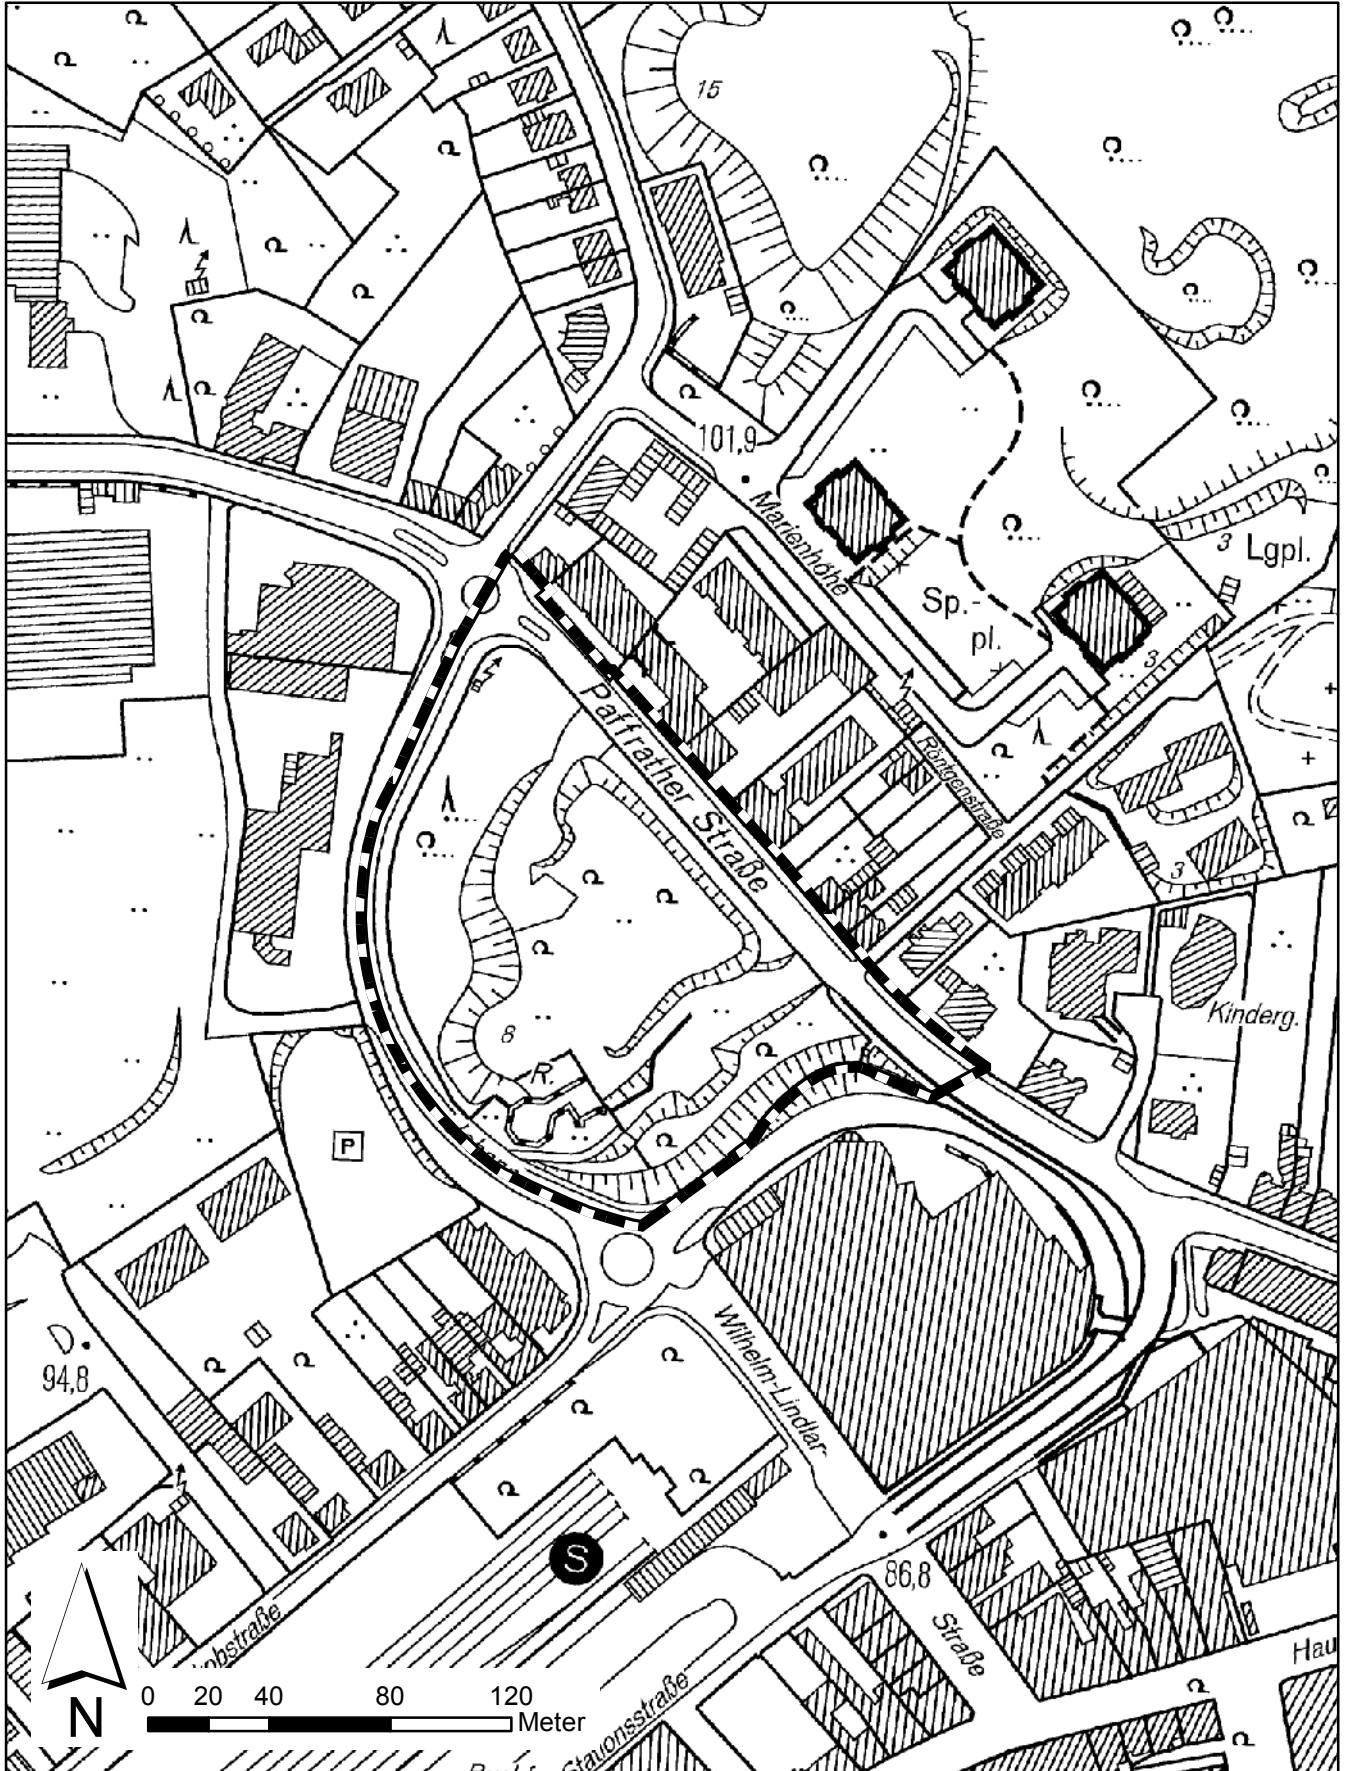 15
101,9
Marienhöhe
3
Lgpl.
Sp.-
pl.
3
Paffrather Straße
Röntgenstraße
3
Kinderg.
8
R.
P
94,8
Wilhelm-Lindlar-
Straße
S
86,8
Hau
N
0 20 40 80 120 Meter